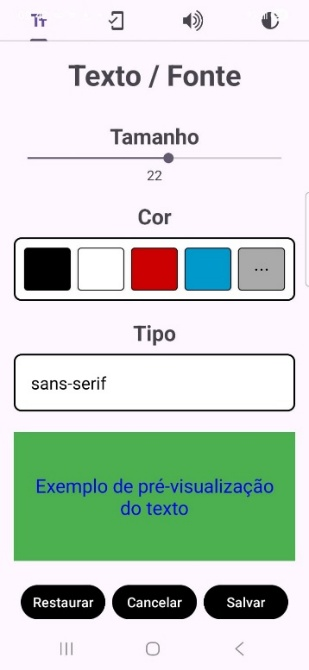 Texto / Fonte
Tamanho
22
Cor
...
Tipo
sans-serif
Exemplo de pré-visualização
do texto
Restaurar
Cancelar
Salvar